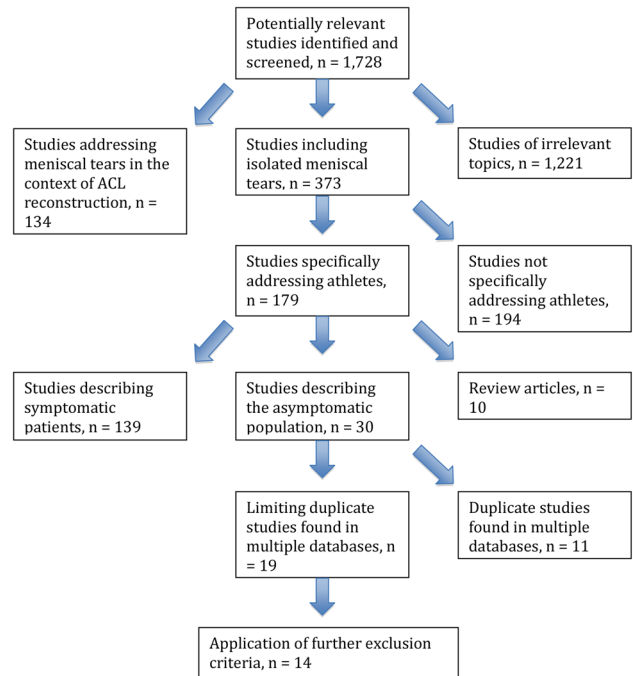 Potentially relevant
studies identified and
screened, n = 1,728
Studies addressing
meniscal tears in the
context of ACL
reconstruction, n =
134
Studies including
isolated meniscal
tears, n = 373
Studies of irrelevant
topics, n = 1,221
Studies specifically
addressing athletes,
n = 179
Studies not
specifically
addressing athletes,
n = 194
Studies describing
symptomatic
patients, n = 139
Studies describing
the asymptomatic
population, n = 30
Review articles, n =
10
Limiting duplicate
studies found in
multiple databases, n
= 19
Duplicate studies
found in multiple
databases, n = 11
Application of further exclusion
criteria, n = 14